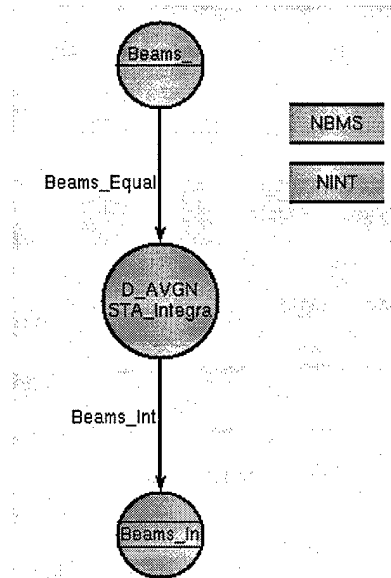 Beams_
NBMS
Beams_Equal
NINT
D_AVGN
STA_Integra
Beams_Int
Beams_In